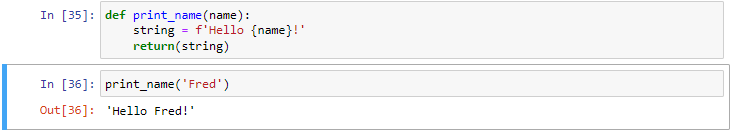 In [35]: def print_name(name):
    string = f'Hello {name}!'
    return(string)
In [36]: print_name('Fred')
Out[36]: 'Hello Fred!'